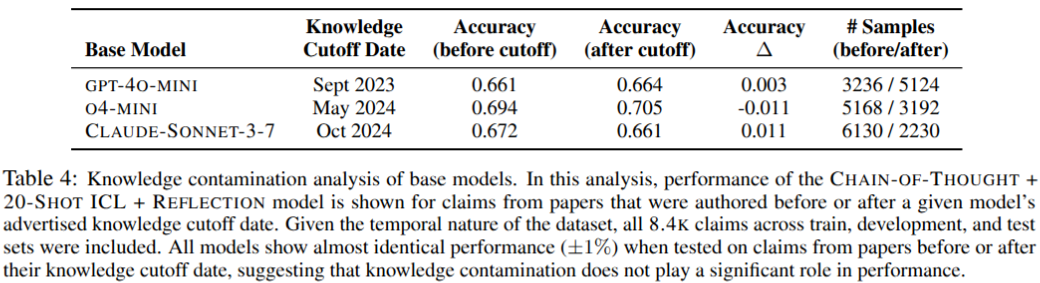 Base Model Knowledge Cutoff Date Accuracy (before cutoff) Accuracy (after cutoff) Accuracy Δ # Samples (before/after)
GPT-4O-MINI Sept 2023 0.661 0.664 0.003 3236 / 5124
O4-MINI May 2024 0.694 0.705 -0.011 5168 / 3192
CLAUDE-SONNET-3-7 Oct 2024 0.672 0.661 0.011 6130 / 2230
Table 4: Knowledge contamination analysis of base models. In this analysis, performance of the CHAIN-OF-THOUGHT +
20-SHOT ICL + REFLECTION model is shown for claims from papers that were authored before or after a given model's
advertised knowledge cutoff date. Given the temporal nature of the dataset, all 8.4K claims across train, development, and test
sets were included. All models show almost identical performance (±1%) when tested on claims from papers before or after
their knowledge cutoff date, suggesting that knowledge contamination does not play a significant role in performance.